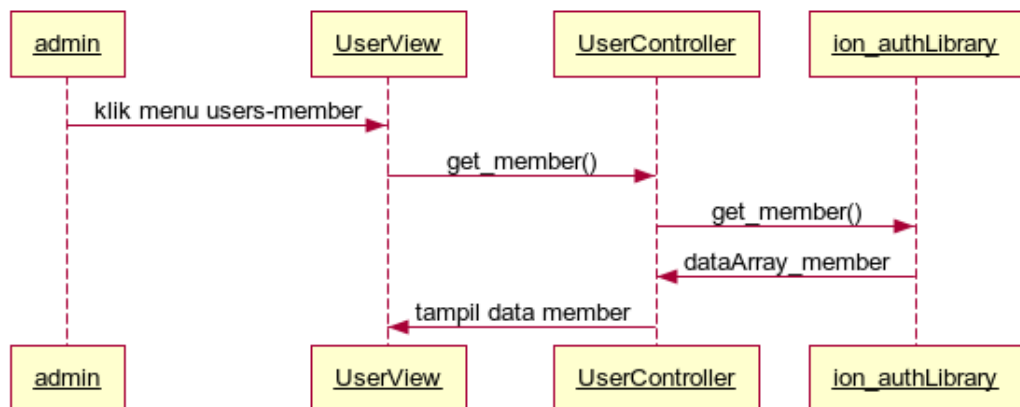 admin
UserView
UserController
ion_authLibrary
klik menu users-member
get_member()
get_member()
dataArray_member
tampil data member
admin
UserView
UserController
ion_authLibrary